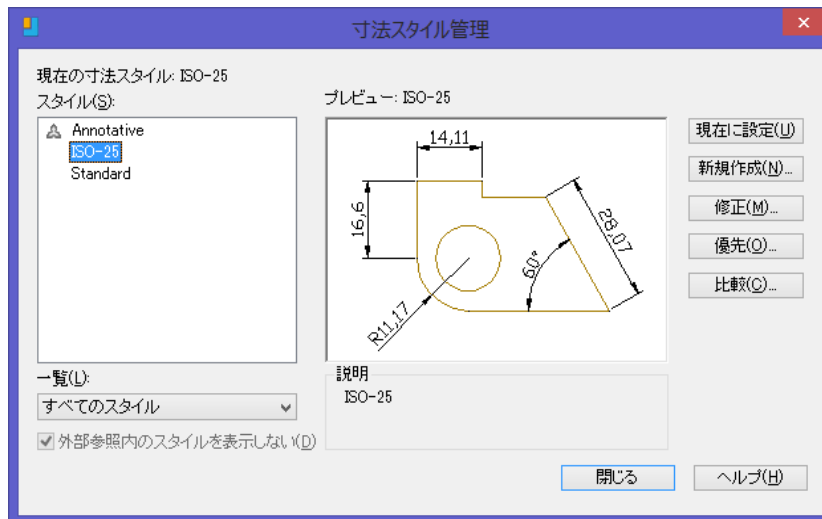 寸法スタイル管理
現在の寸法スタイル: ISO-25
スタイル(S):
Annotative
ISO-25
Standard
プレビュー: ISO-25
14,11
16,6
28,07
60°
R11,17
現在に設定(U)
新規作成(N)...
修正(M)...
優先(O)...
比較(C)...
一覧(L):
すべてのスタイル
外部参照内のスタイルを表示しない(D)
説明
ISO-25
閉じる
ヘルプ(H)